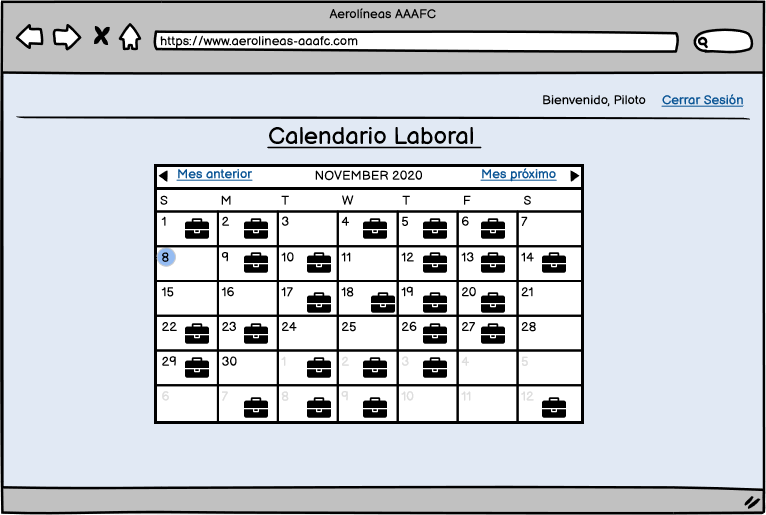 Aerolíneas AAAFC
https://www.aerolineas-aaafc.com
Bienvenido, Piloto Cerrar Sesión
Calendario Laboral
Mes anterior NOVEMBER 2020 Mes próximo
S M T W T F S
1 2 3 4 5 6 7
8 9 10 11 12 13 14
15 16 17 18 19 20 21
22 23 24 25 26 27 28
29 30 1 2 3 4 5
6 7 8 9 10 11 12